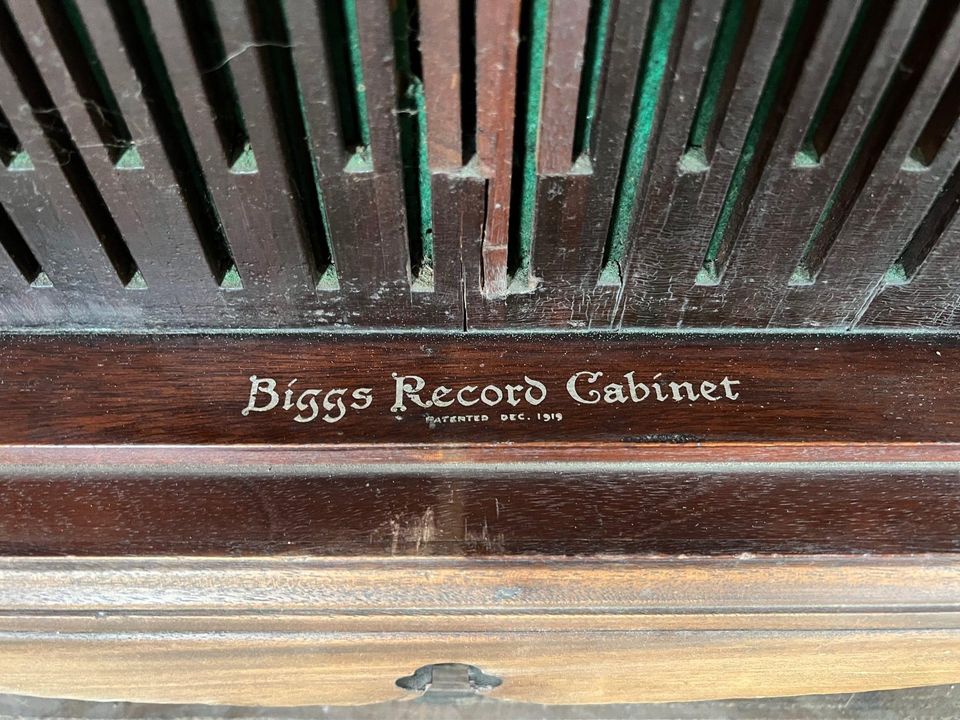 Biggs Record Cabinet
PATENTED DEC. 1919